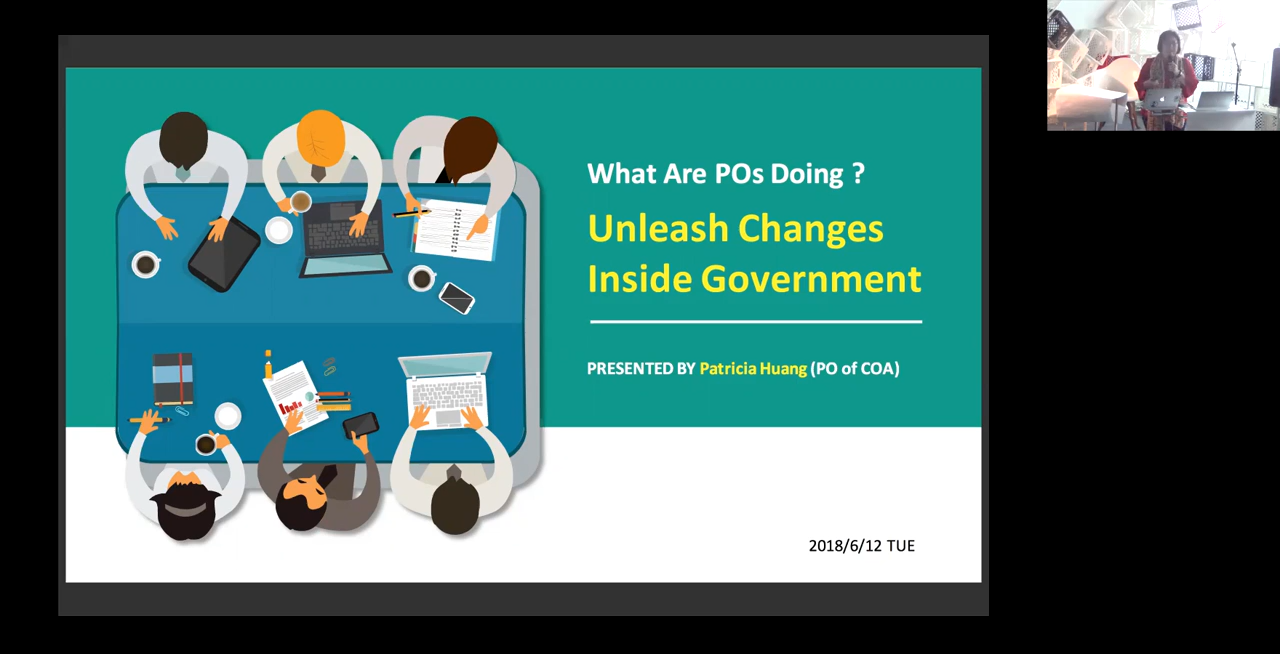 What Are POs Doing ?
Unleash Changes
Inside Government
PRESENTED BY Patricia Huang (PO of COA)
2018/6/12 TUE